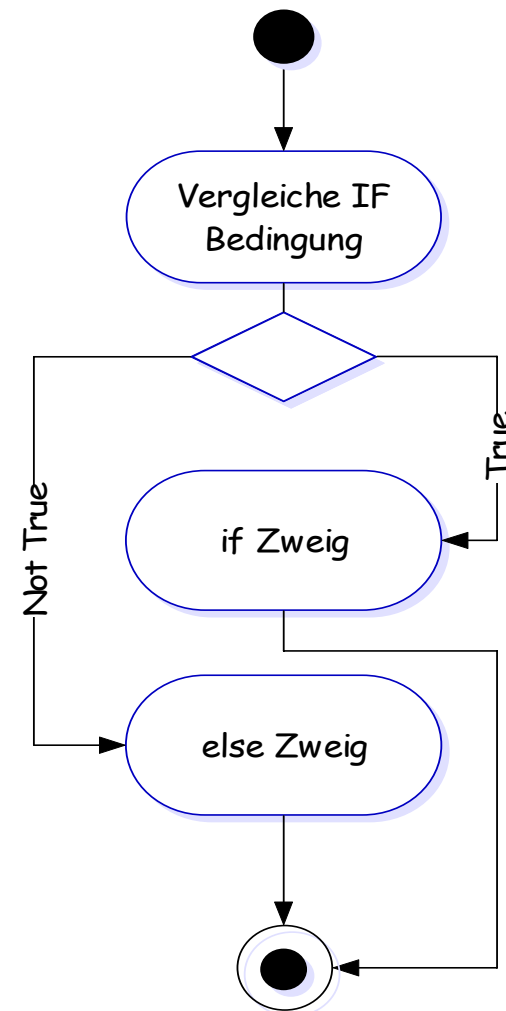 Vergleiche IF
Bedingung
True
Not True
if Zweig
else Zweig